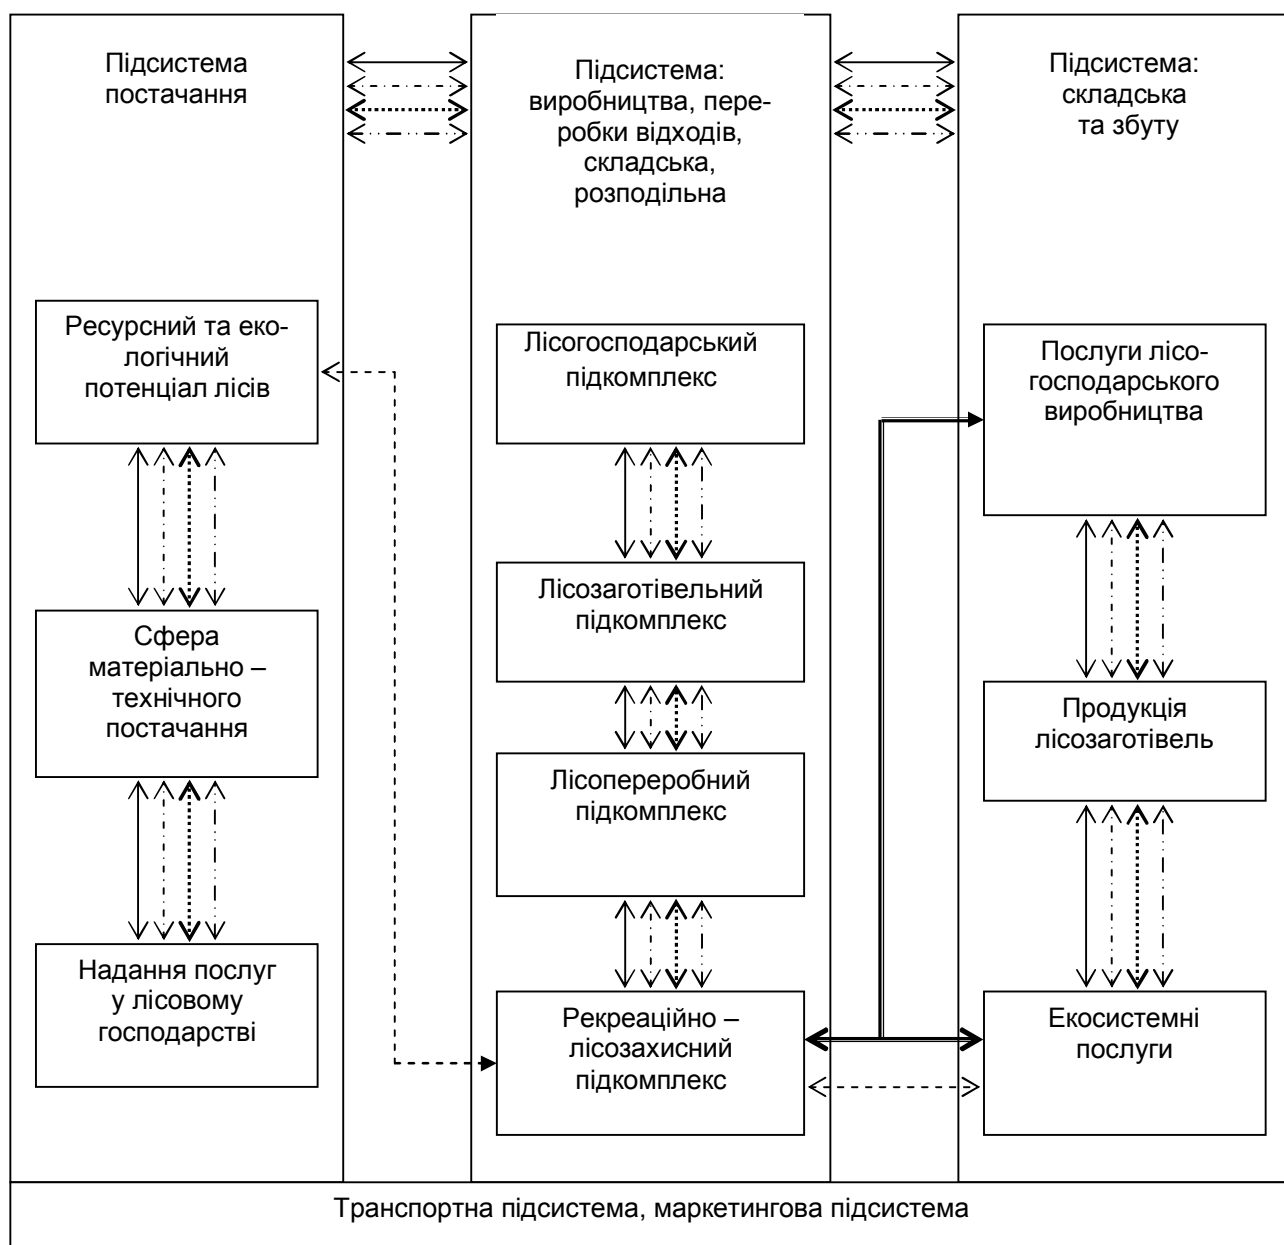 Підсистема
постачання
Підсистема:
виробництва, пере-
робки відходів,
складська,
розподільна
Підсистема:
складська
та збуту
Ресурсний та еко-
логічний
потенціал лісів
Сфера
матеріально –
технічного
постачання
Надання послуг
у лісовому
господарстві
Лісогосподарський
підкомплекс
Лісозаготівельний
підкомплекс
Лісопереробний
підкомплекс
Рекреаційно –
лісозахисний
підкомплекс
Послуги лісо-
господарського
виробництва
Продукція
лісозаготівель
Екосистемні
послуги
Транспортна підсистема, маркетингова підсистема